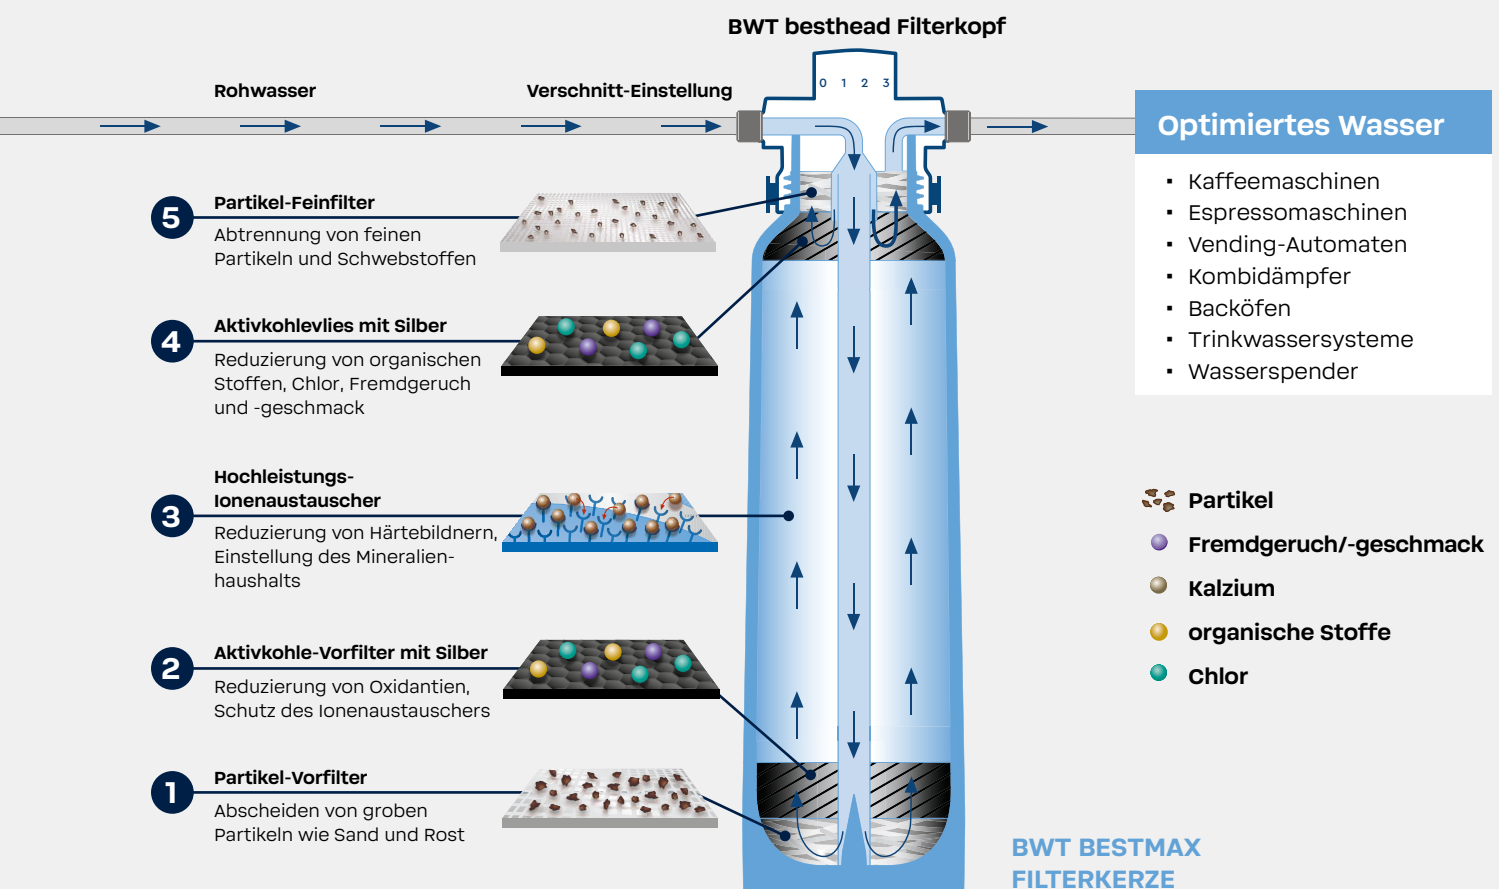 BWT besthead Filterkopf
Rohwasser
Verschnitt-Einstellung
0 1 2 3
Optimiertes Wasser
▪ Kaffeemaschinen
▪ Espressomaschinen
▪ Vending-Automaten
▪ Kombidämpfer
▪ Backöfen
▪ Trinkwassersysteme
▪ Wasserspender
5
Partikel-Feinfilter
Abtrennung von feinen
Partikeln und Schwebstoffen
4
Aktivkohlevlies mit Silber
Reduzierung von organischen
Stoffen, Chlor, Fremdgeruch
und -geschmack
3
Hochleistungs-
Ionenaustauscher
Reduzierung von Härtebildnern,
Einstellung des Mineralien-
haushalts
2
Aktivkohle-Vorfilter mit Silber
Reduzierung von Oxidantien,
Schutz des Ionenaustauschers
1
Partikel-Vorfilter
Abscheiden von groben
Partikeln wie Sand und Rost
Partikel
Fremdgeruch/-geschmack
Kalzium
organische Stoffe
Chlor
BWT BESTMAX
FILTERKERZE